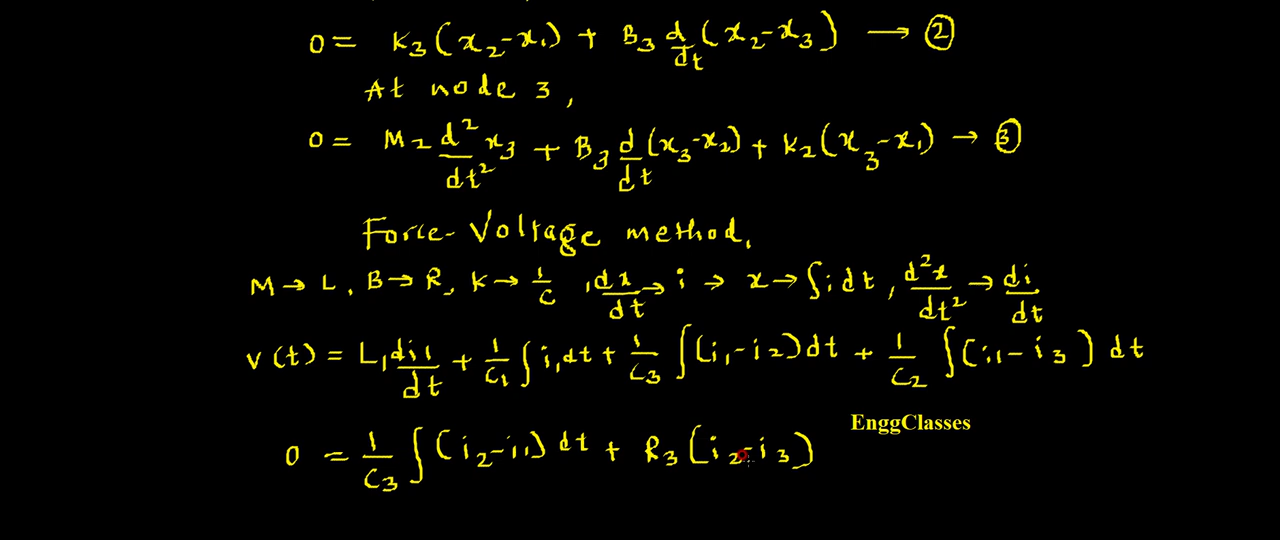 0 = K₃(x₂-x₁) + B₃ d/dt (x₂-x₃) → ②
At node 3,
0 = M₂ d²/dt² x₃ + B₃ d/dt (x₃-x₂) + K₂(x₃-x₁) → ③
Force-Voltage method,
M → L, B → R, K → 1/C, dx/dt → i ⇒ x → ∫i dt, d²x/dt² → di/dt
v(t) = L₁ di₁/dt + 1/C₁ ∫i₁dt + 1/C₃ ∫(i₁-i₂)dt + 1/C₂ ∫(i₁-i₃) dt
EnggClasses
0 = 1/C₃ ∫(i₂-i₁) dt + R₃(i₂-i₃)